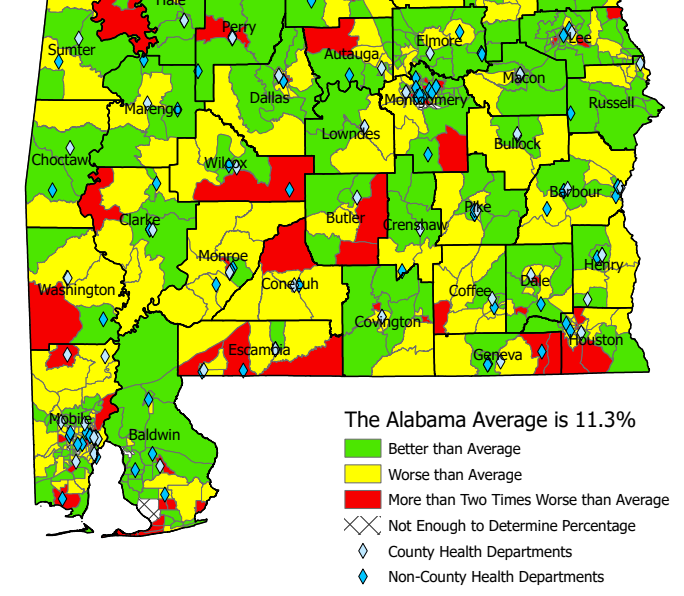 Hale
Perry
Sumter
Autauga
Elmore
Lee
Macon
Dallas
Marengo
Montgomery
Russell
Lowndes
Bullock
Choctaw
Wilcox
Barbour
Clarke
Butler
Crenshaw
Pike
Monroe
Henry
Washington
Conecuh
Coffee
Dale
Covington
Houston
Escambia
Geneva
Mobile
Baldwin
The Alabama Average is 11.3%
Better than Average
Worse than Average
More than Two Times Worse than Average
Not Enough to Determine Percentage
County Health Departments
Non-County Health Departments